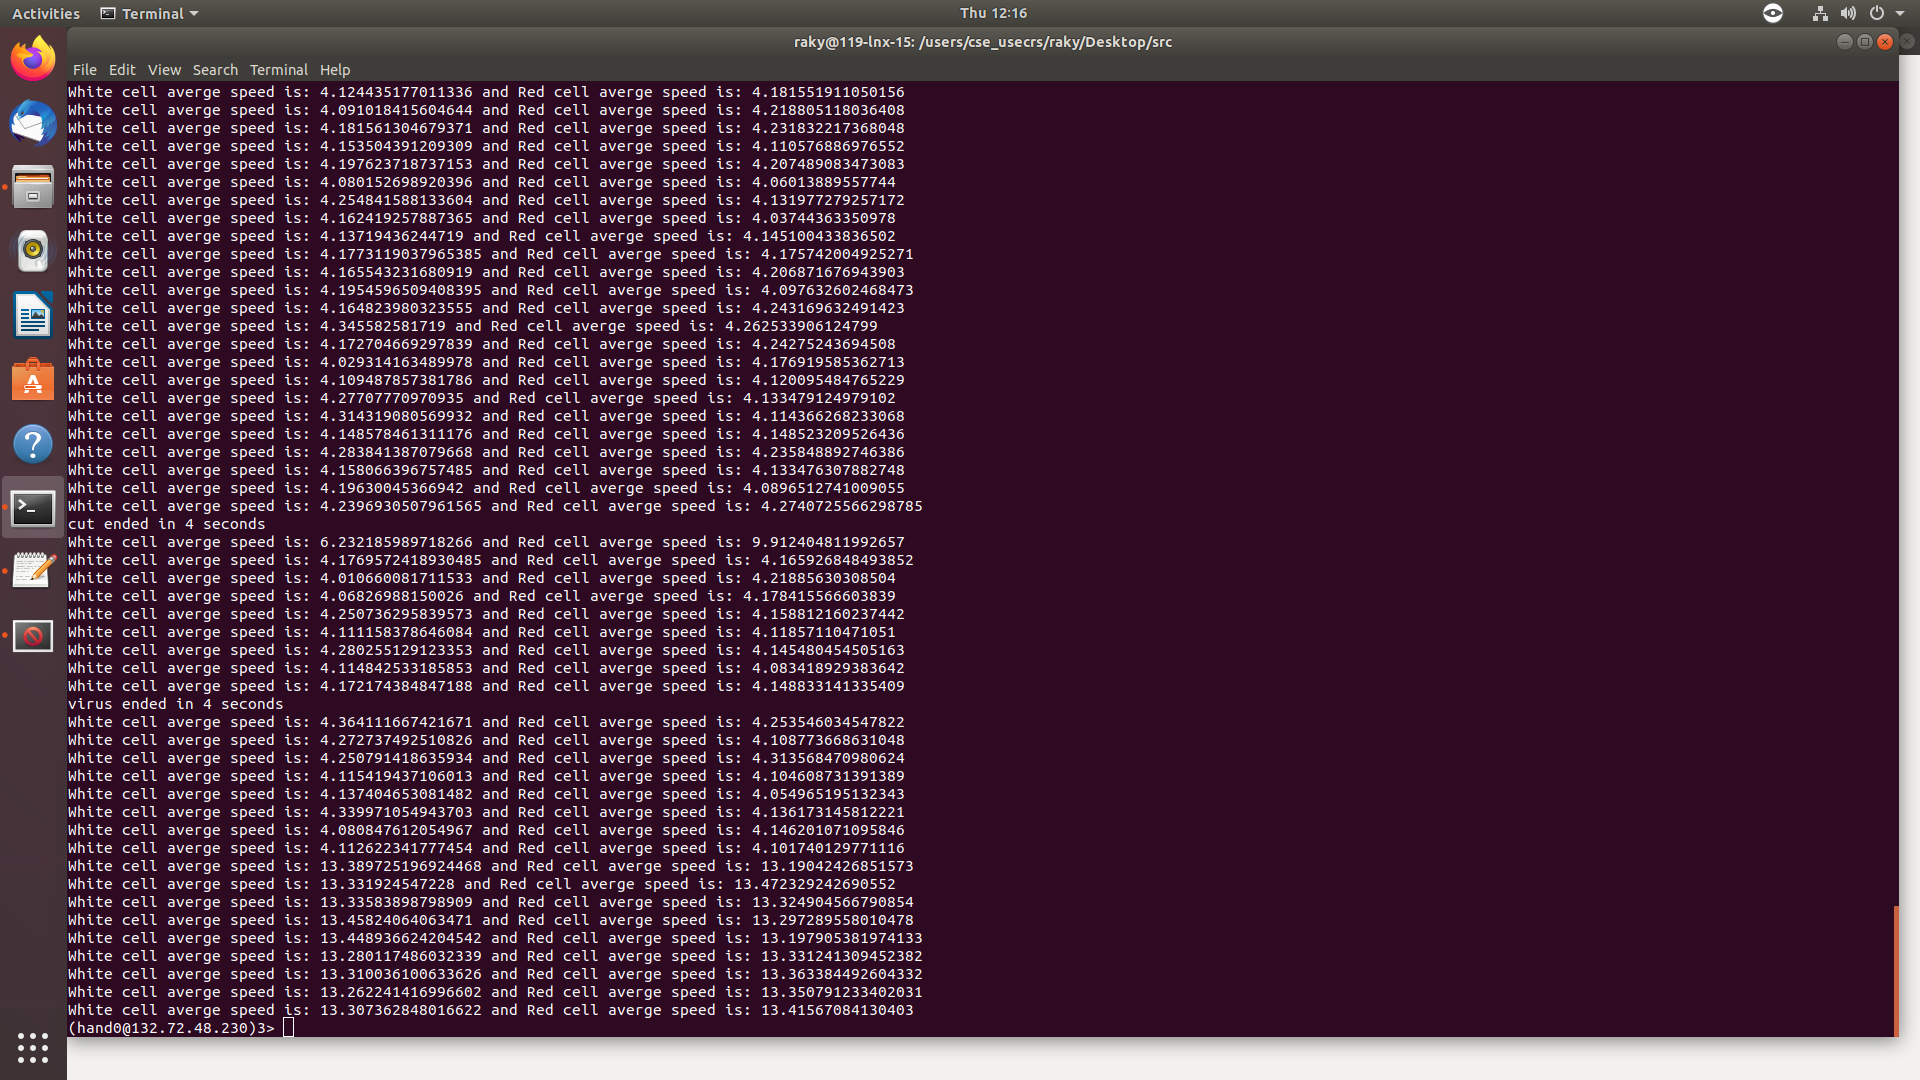 Activities Terminal Thu 12:16
raky@119-lnx-15: /users/cse_usecrs/raky/Desktop/src
File Edit View Search Terminal Help
White cell averge speed is: 4.124435177011336 and Red cell averge speed is: 4.181551911050156
White cell averge speed is: 4.091018415604644 and Red cell averge speed is: 4.218805118036408
White cell averge speed is: 4.181561304679371 and Red cell averge speed is: 4.231832217368048
White cell averge speed is: 4.153504391209309 and Red cell averge speed is: 4.110576886976552
White cell averge speed is: 4.197623718737153 and Red cell averge speed is: 4.207489083473083
White cell averge speed is: 4.080152698920396 and Red cell averge speed is: 4.06013889557744
White cell averge speed is: 4.254841588133604 and Red cell averge speed is: 4.131977279257172
White cell averge speed is: 4.162419257887365 and Red cell averge speed is: 4.03744363350978
White cell averge speed is: 4.13719436244719 and Red cell averge speed is: 4.145100433836502
White cell averge speed is: 4.1773119037965385 and Red cell averge speed is: 4.175742004925271
White cell averge speed is: 4.165543231680919 and Red cell averge speed is: 4.206871676943903
White cell averge speed is: 4.1954596509408395 and Red cell averge speed is: 4.097632602468473
White cell averge speed is: 4.164823980323555 and Red cell averge speed is: 4.243169632491423
White cell averge speed is: 4.345582581719 and Red cell averge speed is: 4.262533906124799
White cell averge speed is: 4.172704669297839 and Red cell averge speed is: 4.24275243694508
White cell averge speed is: 4.029314163489978 and Red cell averge speed is: 4.176919585362713
White cell averge speed is: 4.109487857381786 and Red cell averge speed is: 4.120095484765229
White cell averge speed is: 4.27707770970935 and Red cell averge speed is: 4.133479124979102
White cell averge speed is: 4.314319080569932 and Red cell averge speed is: 4.114366268233068
White cell averge speed is: 4.148578461311176 and Red cell averge speed is: 4.148523209526436
White cell averge speed is: 4.283841387079668 and Red cell averge speed is: 4.235848892746386
White cell averge speed is: 4.158066396757485 and Red cell averge speed is: 4.133476307882748
White cell averge speed is: 4.19630045366942 and Red cell averge speed is: 4.0896512741009055
White cell averge speed is: 4.2396930507961565 and Red cell averge speed is: 4.2740725566298785
cut ended in 4 seconds
White cell averge speed is: 6.232185989718266 and Red cell averge speed is: 9.912404811992657
White cell averge speed is: 4.1769572418930485 and Red cell averge speed is: 4.165926848493852
White cell averge speed is: 4.010660081711533 and Red cell averge speed is: 4.21885630308504
White cell averge speed is: 4.06826988150026 and Red cell averge speed is: 4.178415566603839
White cell averge speed is: 4.250736295839573 and Red cell averge speed is: 4.158812160237442
White cell averge speed is: 4.111158378646084 and Red cell averge speed is: 4.11857110471051
White cell averge speed is: 4.280255129123353 and Red cell averge speed is: 4.145480454505163
White cell averge speed is: 4.114842533185853 and Red cell averge speed is: 4.083418929383642
White cell averge speed is: 4.172174384847188 and Red cell averge speed is: 4.148833141335409
virus ended in 4 seconds
White cell averge speed is: 4.364111667421671 and Red cell averge speed is: 4.253546034547822
White cell averge speed is: 4.272737492510826 and Red cell averge speed is: 4.108773668631048
White cell averge speed is: 4.250791418635934 and Red cell averge speed is: 4.313568470980624
White cell averge speed is: 4.115419437106013 and Red cell averge speed is: 4.104608731391389
White cell averge speed is: 4.137404653081482 and Red cell averge speed is: 4.054965195132343
White cell averge speed is: 4.339971054943703 and Red cell averge speed is: 4.136173145812221
White cell averge speed is: 4.080847612054967 and Red cell averge speed is: 4.146201071095846
White cell averge speed is: 4.112622341777454 and Red cell averge speed is: 4.101740129771116
White cell averge speed is: 13.389725196924468 and Red cell averge speed is: 13.19042426851573
White cell averge speed is: 13.331924547228 and Red cell averge speed is: 13.472329242690552
White cell averge speed is: 13.33583898798909 and Red cell averge speed is: 13.324904566790854
White cell averge speed is: 13.45824064063471 and Red cell averge speed is: 13.297289558010478
White cell averge speed is: 13.448936624204542 and Red cell averge speed is: 13.197905381974133
White cell averge speed is: 13.280117486032339 and Red cell averge speed is: 13.331241309452382
White cell averge speed is: 13.310036100633626 and Red cell averge speed is: 13.363384492604332
White cell averge speed is: 13.262241416996602 and Red cell averge speed is: 13.350791233402031
White cell averge speed is: 13.307362848016622 and Red cell averge speed is: 13.41567084130403
(hand0@132.72.48.230)3>